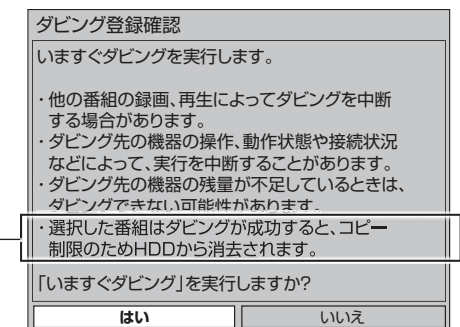 ダビング登録確認
いますぐダビングを実行します。
・他の番組の録画、再生によってダビングを中断
する場合があります。
・ダビング先の機器の操作、動作状態や接続状況
などによって、実行を中断することがあります。
・ダビング先の機器の残量が不足しているときは、
ダビングできない可能性があります。
・選択した番組はダビングが成功すると、コピー
制限のためHDDから消去されます。
「いますぐダビング」を実行しますか?
はい
いいえ